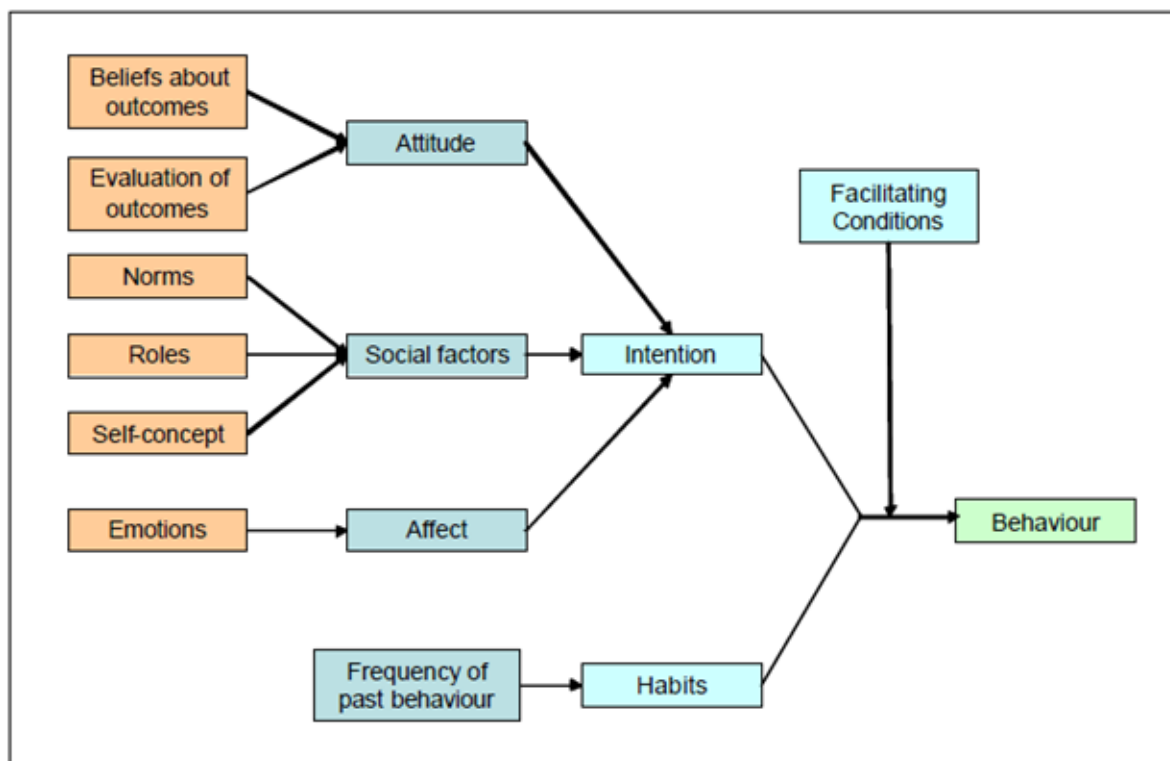 Beliefs about
outcomes
Attitude
Evaluation of
outcomes
Facilitating
Conditions
Norms
Roles
Social factors
Intention
Self-concept
Emotions
Affect
Behaviour
Frequency of
past behaviour
Habits